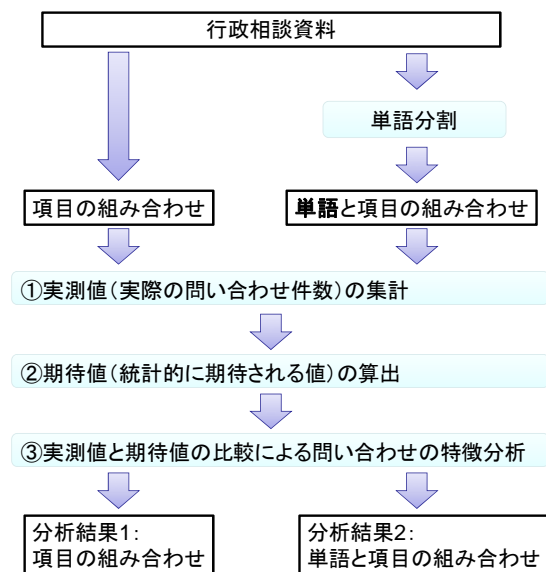 行政相談資料
単語分割
項目の組み合わせ
単語と項目の組み合わせ
①実測値（実際の問い合わせ件数）の集計
②期待値（統計的に期待される値）の算出
③実測値と期待値の比較による問い合わせの特徴分析
分析結果1：
項目の組み合わせ
分析結果2：
単語と項目の組み合わせ